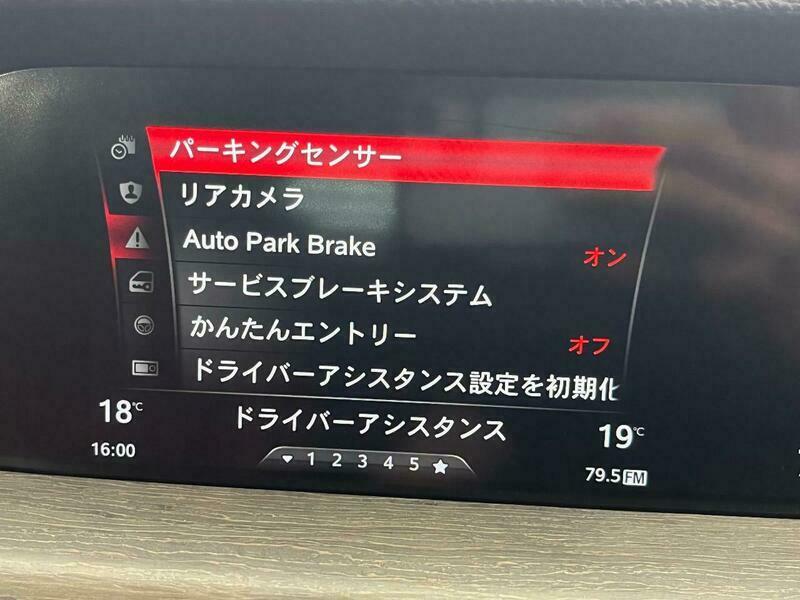 パーキングセンサー
リアカメラ
Auto Park Brake オン
サービスブレーキシステム
かんたんエントリー オフ
ドライバーアシスタンス設定を初期化
18℃ ドライバーアシスタンス 19℃
16:00 1 2 3 4 5 79.5 FM